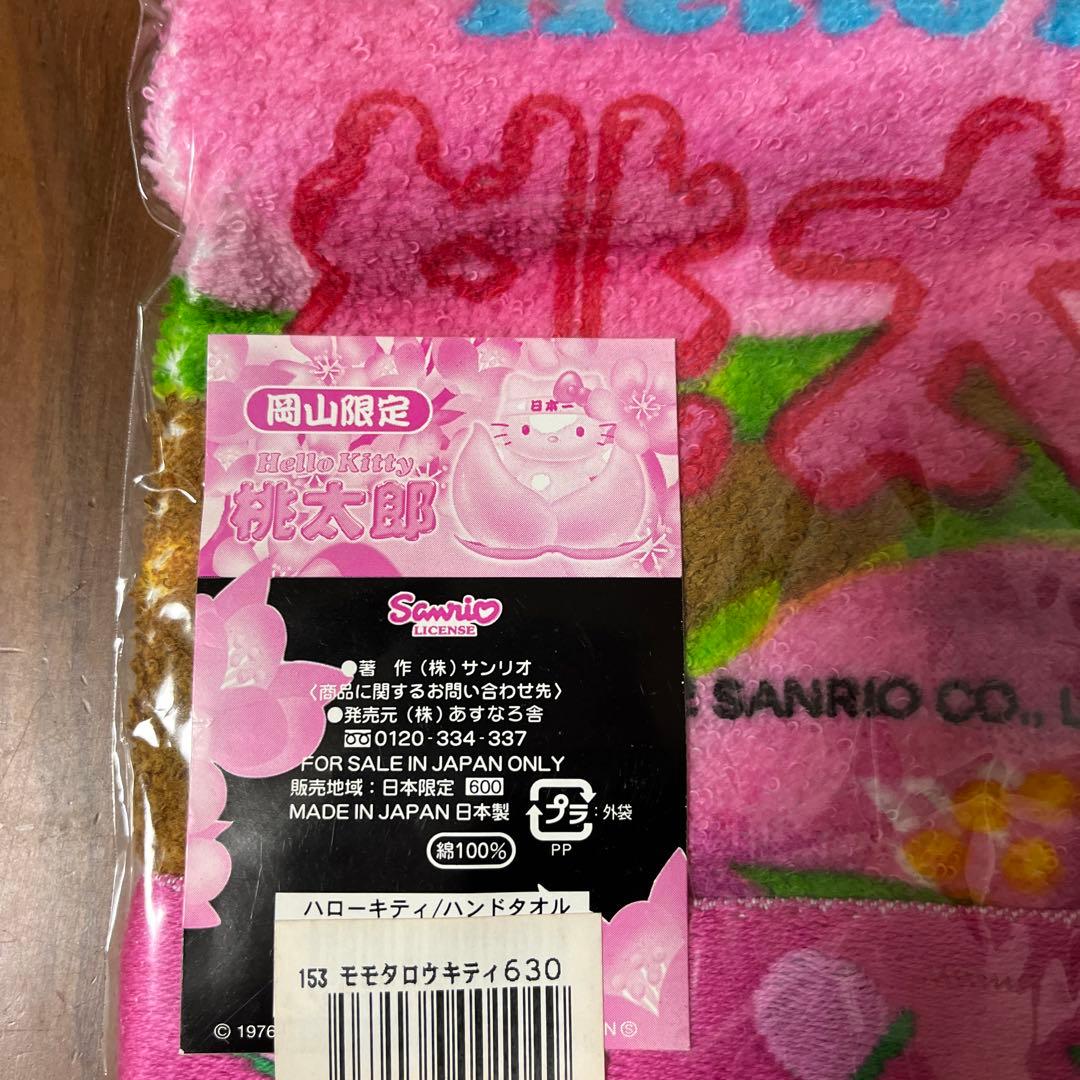 Hello
桃太
岡山限定
日本一
Hello Kitty
桃太郎
Sanrio
LICENSE
●著 作(株)サンリオ
〈商品に関するお問い合わせ先〉
●発売元(株)あすなろ舎
0120-334-337
FOR SALE IN JAPAN ONLY
販売地域:日本限定 600
MADE IN JAPAN 日本製
プラ:外袋
PP
綿100%
SANRIO CO., L
ハローキティ/ハンドタオル
153 モモタロウキティ630
© 1976
N Ⓢ